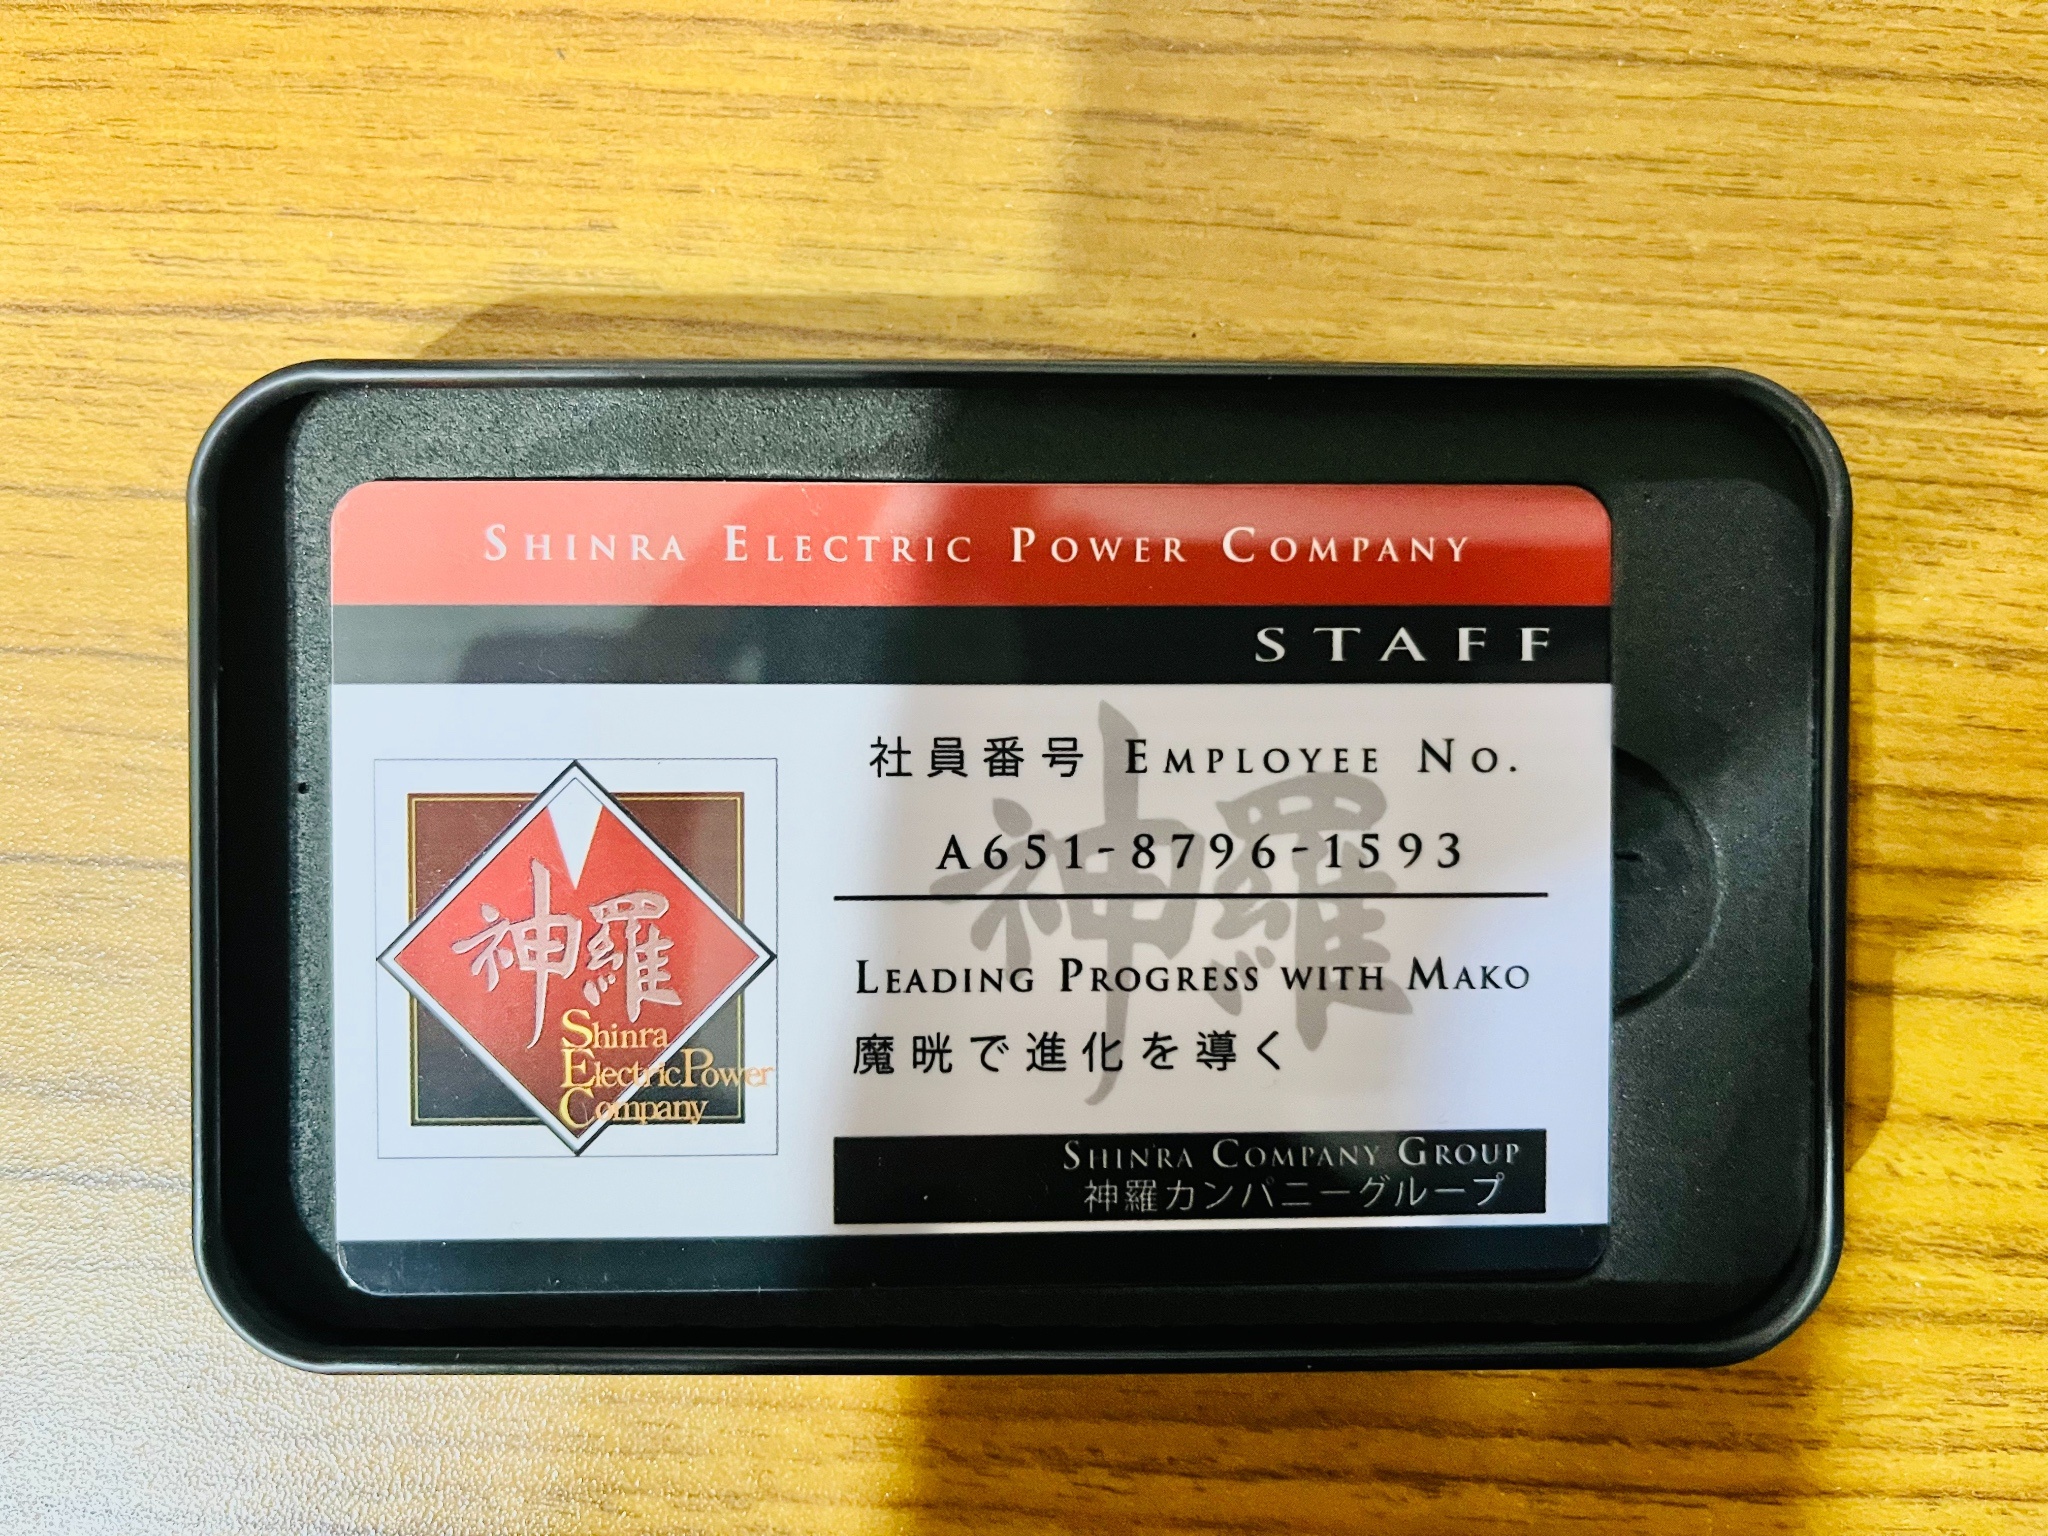 SHINRA ELECTRIC POWER COMPANY
STAFF
社員番号 EMPLOYEE NO.
A651-8796-1593
神羅
LEADING PROGRESS WITH MAKO
魔晄で進化を導く
神羅
Shinra
Electric Power
Company
SHINRA COMPANY GROUP
神羅カンパニーグループ